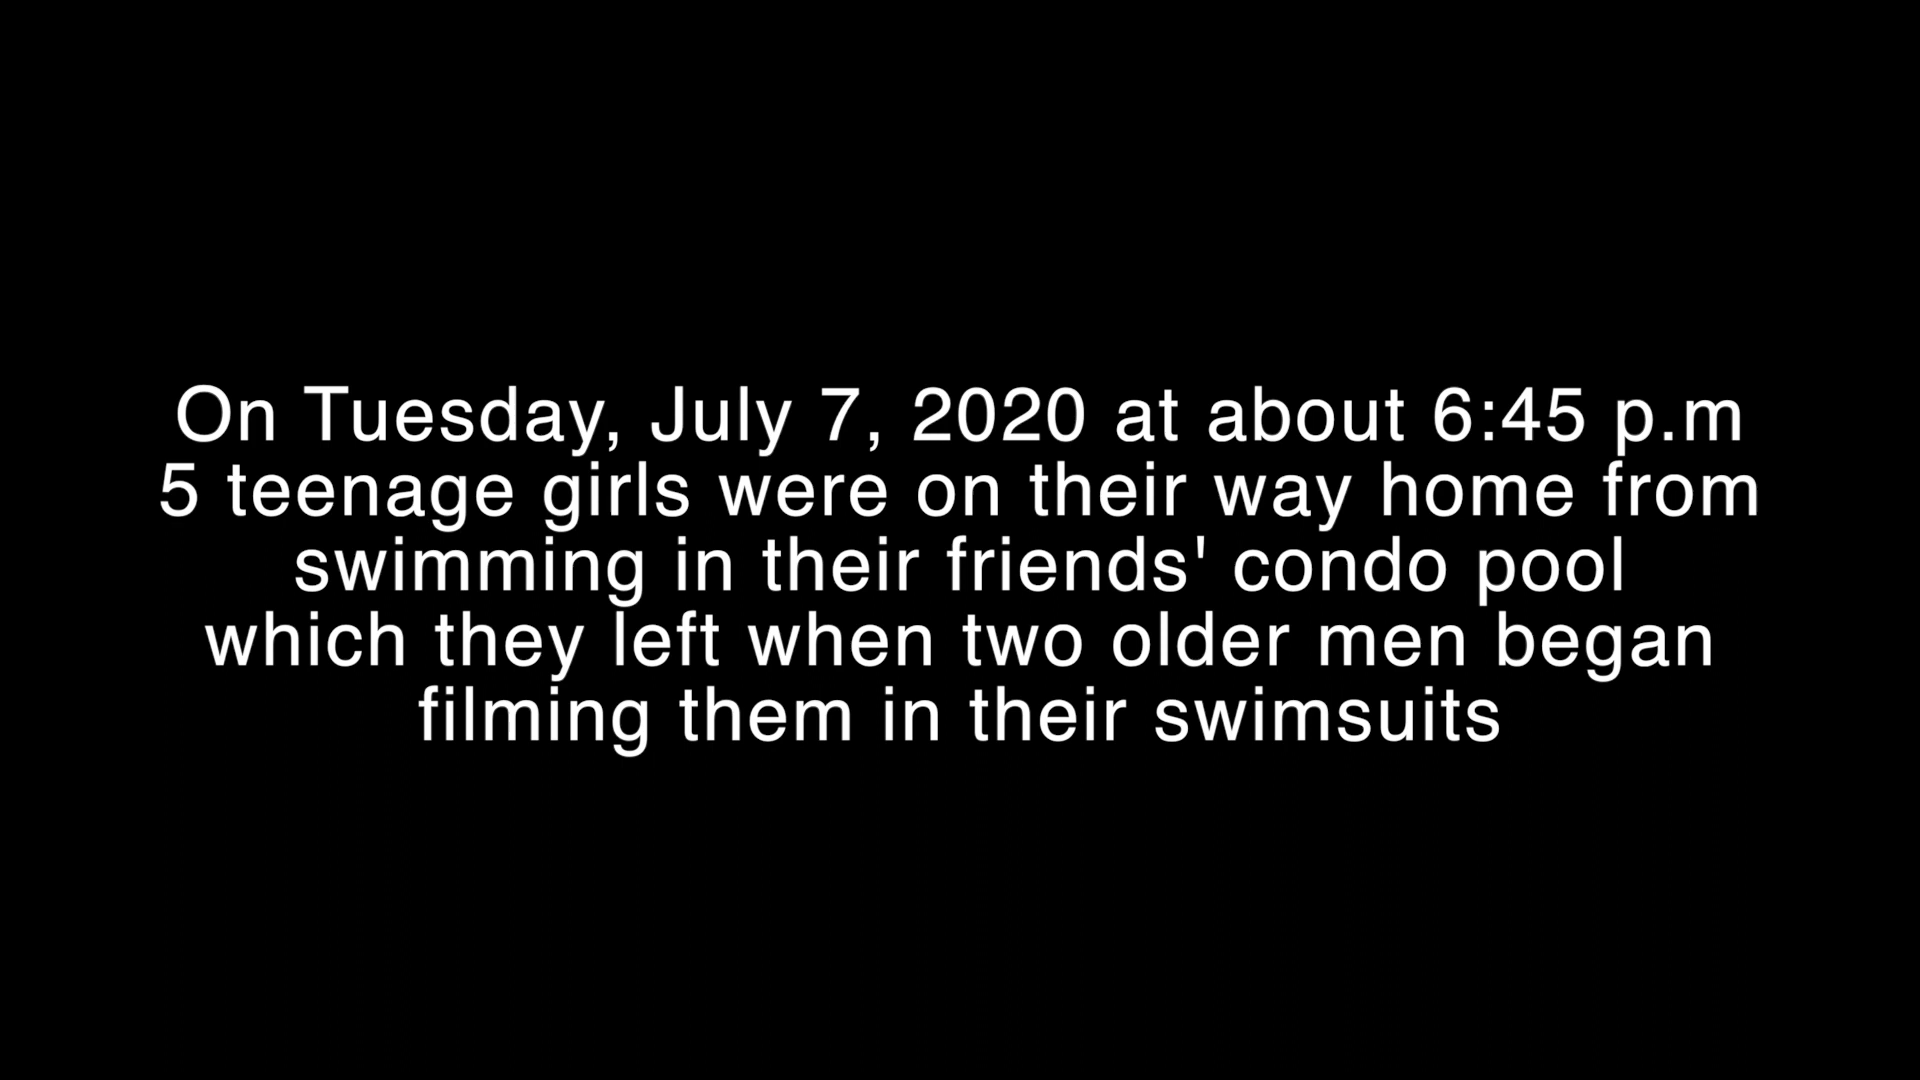 On Tuesday, July 7, 2020 at about 6:45 p.m
5 teenage girls were on their way home from
swimming in their friends' condo pool
which they left when two older men began
filming them in their swimsuits